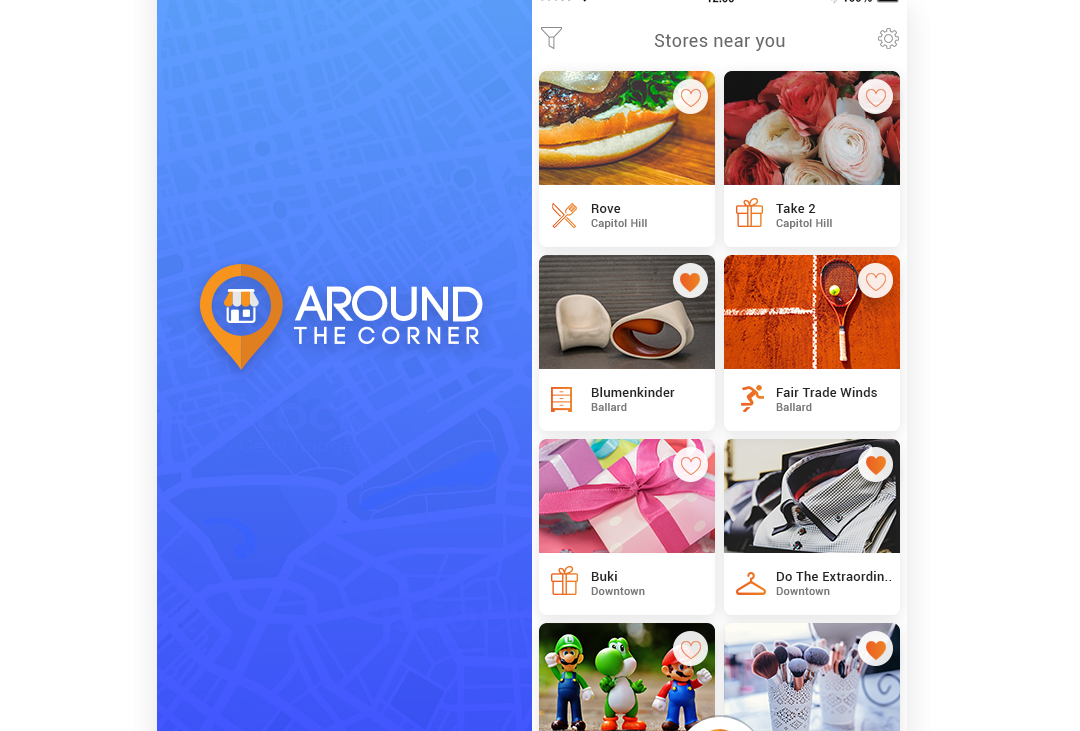 AROUND
THE CORNER
Stores near you
Rove
Capitol Hill
Take 2
Capitol Hill
Blumenkinder
Ballard
Fair Trade Winds
Ballard
Buki
Downtown
Do The Extraordin..
Downtown